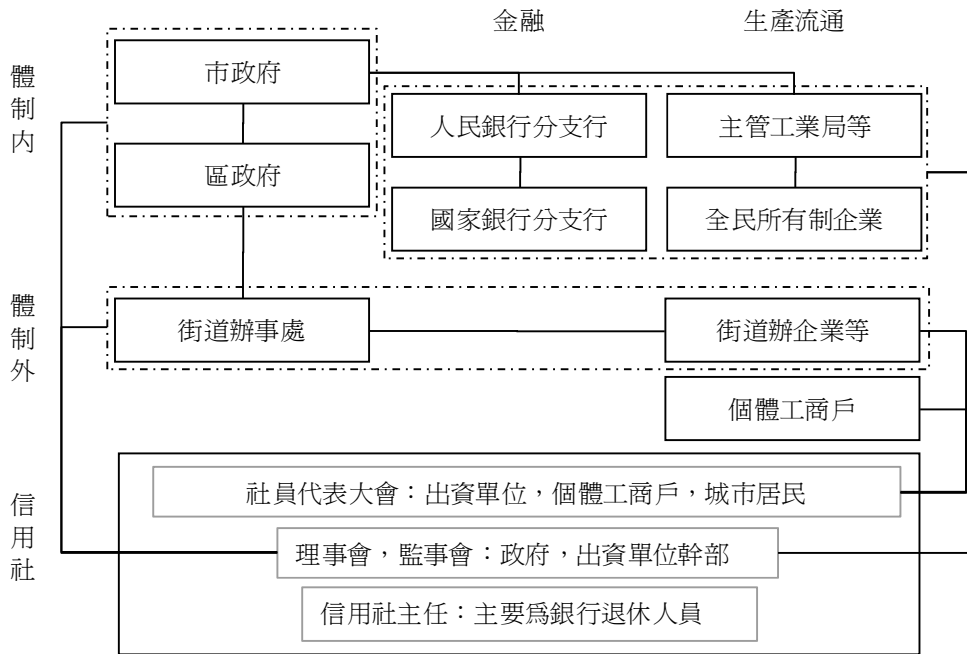 金融
生產流通
體制内
市政府
人民銀行分支行
主管工業局等
區政府
國家銀行分支行
全民所有制企業
體制外
街道辦事處
街道辦企業等
個體工商戶
信用社
社員代表大會：出資單位，個體工商戶，城市居民
理事會，監事會：政府，出資單位幹部
信用社主任：主要爲銀行退休人員